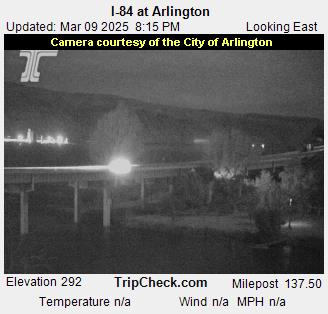 I-84 at Arlington
Updated: Mar 09 2025 8:15 PM Looking East
Camera courtesy of the City of Arlington
Elevation 292 TripCheck.com Milepost 137.50
Temperature n/a Wind n/a MPH n/a